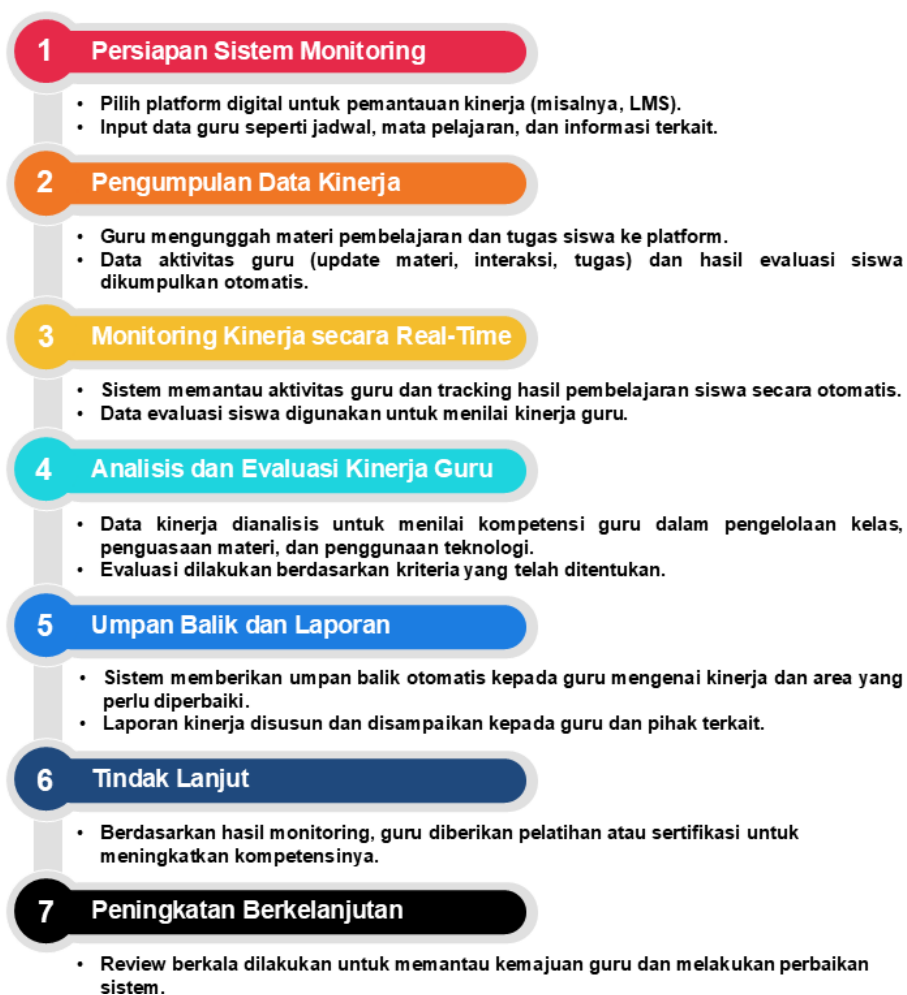 1 Persiapan Sistem Monitoring
• Pilih platform digital untuk pemantauan kinerja (misalnya, LMS).
• Input data guru seperti jadwal, mata pelajaran, dan informasi terkait.
2 Pengumpulan Data Kinerja
• Guru mengunggah materi pembelajaran dan tugas siswa ke platform.
• Data aktivitas guru (update materi, interaksi, tugas) dan hasil evaluasi siswa
dikumpulkan otomatis.
3 Monitoring Kinerja secara Real-Time
• Sistem memantau aktivitas guru dan tracking hasil pembelajaran siswa secara otomatis.
• Data evaluasi siswa digunakan untuk menilai kinerja guru.
4 Analisis dan Evaluasi Kinerja Guru
• Data kinerja dianalisis untuk menilai kompetensi guru dalam pengelolaan kelas,
penguasaan materi, dan penggunaan teknologi.
• Evaluasi dilakukan berdasarkan kriteria yang telah ditentukan.
5 Umpan Balik dan Laporan
• Sistem memberikan umpan balik otomatis kepada guru mengenai kinerja dan area yang
perlu diperbaiki.
• Laporan kinerja disusun dan disampaikan kepada guru dan pihak terkait.
6 Tindak Lanjut
• Berdasarkan hasil monitoring, guru diberikan pelatihan atau sertifikasi untuk
meningkatkan kompetensinya.
7 Peningkatan Berkelanjutan
• Review berkala dilakukan untuk memantau kemajuan guru dan melakukan perbaikan
sistem.